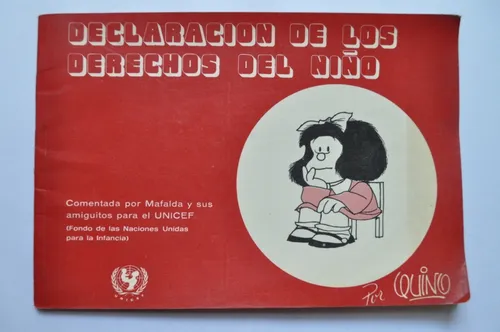 DECLARACION DE LOS
DERECHOS DEL NIÑO
Comentada por Mafalda y sus
amiguitos para el UNICEF
(Fondo de las Naciones Unidas
para la Infancia)
UNICEF
Por QUINO